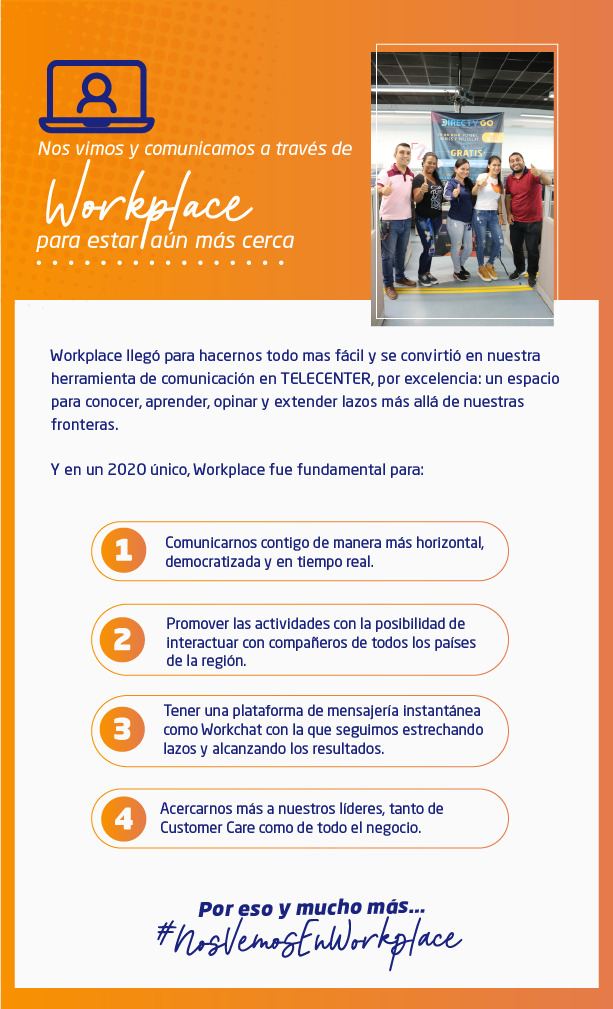 Nos vimos y comunicamos a través de
Workplace
para estar aún más cerca
DIRECTV GO
GRATIS
Workplace llegó para hacernos todo mas fácil y se convirtió en nuestra
herramienta de comunicación en TELECENTER, por excelencia: un espacio
para conocer, aprender, opinar y extender lazos más allá de nuestras
fronteras.
Y en un 2020 único, Workplace fue fundamental para:
1
Comunicarnos contigo de manera más horizontal,
democratizada y en tiempo real.
2
Promover las actividades con la posibilidad de
interactuar con compañeros de todos los países
de la región.
3
Tener una plataforma de mensajería instantánea
como Workchat con la que seguimos estrechando
lazos y alcanzando los resultados.
4
Acercarnos más a nuestros líderes, tanto de
Customer Care como de todo el negocio.
Por eso y mucho más...
#NosVemosEnWorkplace